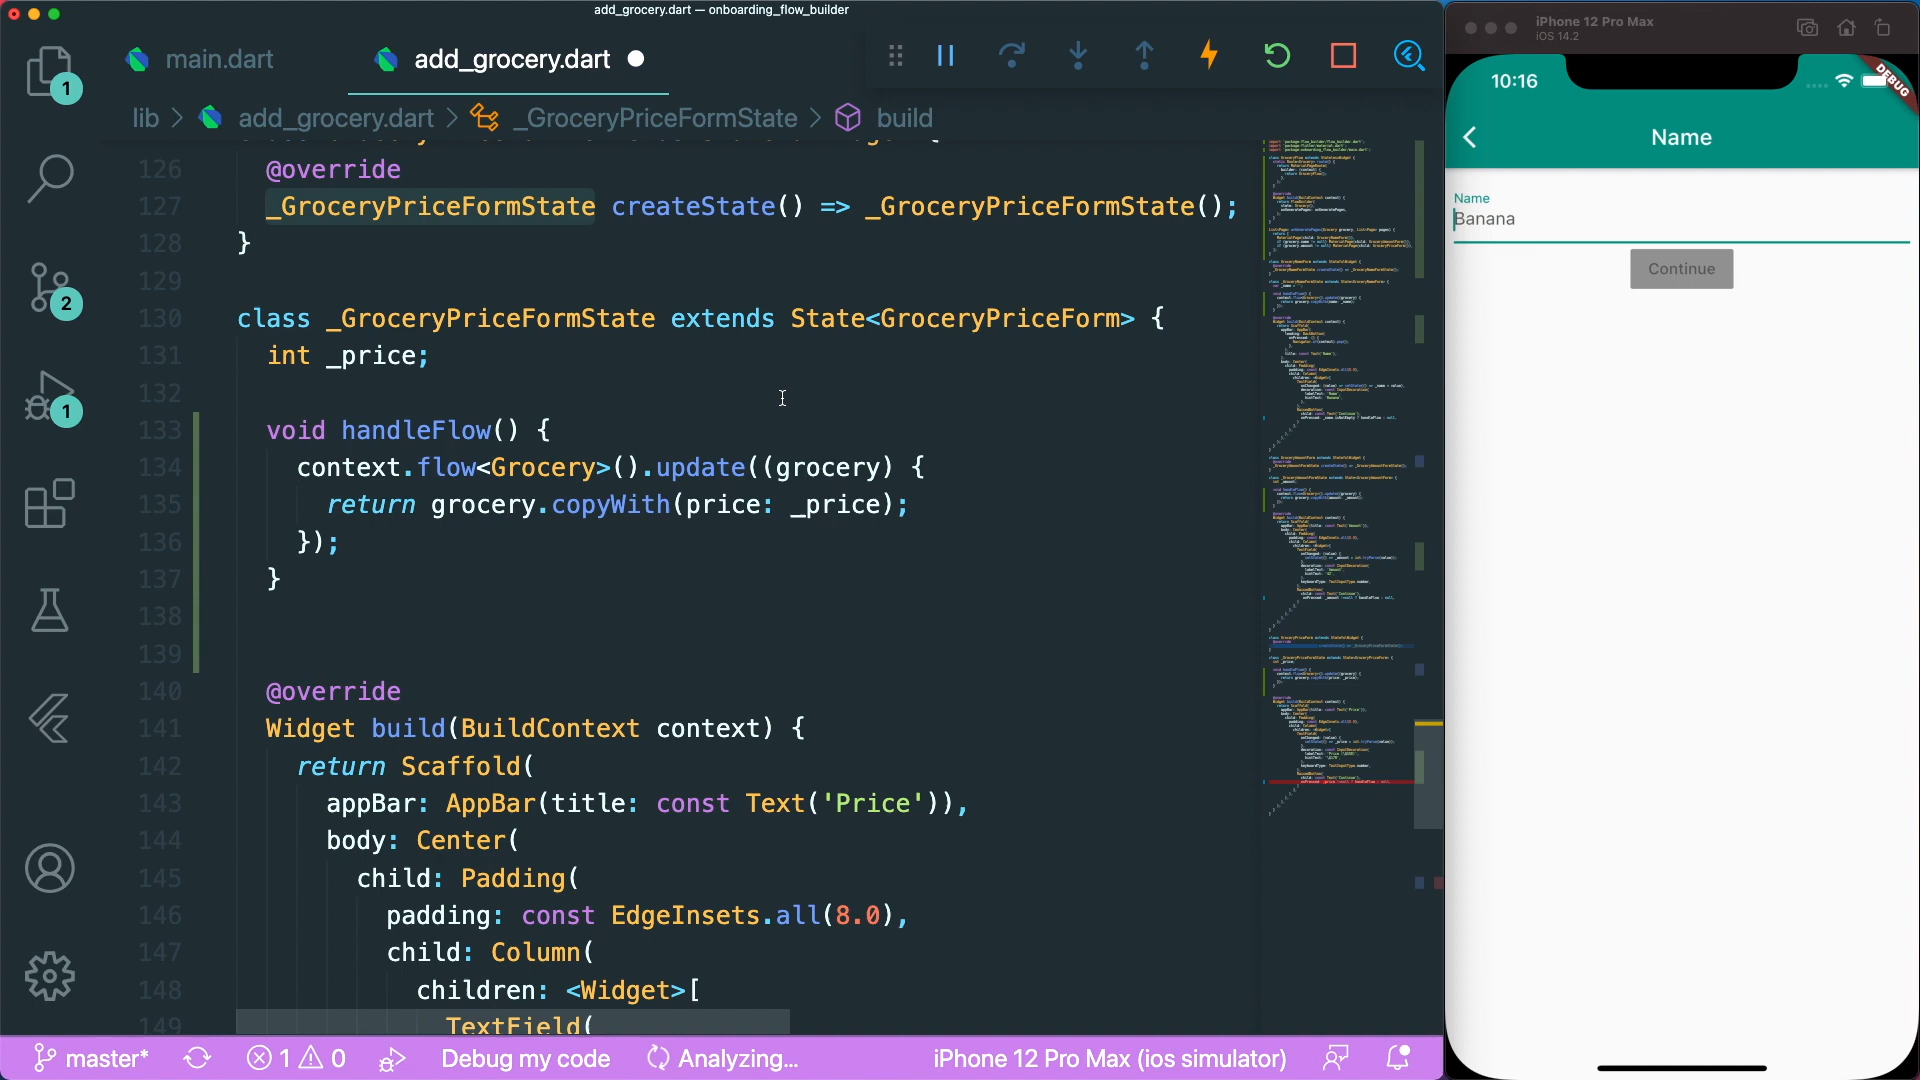 add_grocery.dart — onboarding_flow_builder
main.dart
add_grocery.dart
lib > add_grocery.dart > _GroceryPriceFormState > build
126 @override
127 _GroceryPriceFormState createState() => _GroceryPriceFormState();
128 }
129
130 class _GroceryPriceFormState extends State<GroceryPriceForm> {
131 int _price;
132
133 void handleFlow() {
134 context.flow<Grocery>().update((grocery) {
135 return grocery.copyWith(price: _price);
136 });
137 }
138
139
140 @override
141 Widget build(BuildContext context) {
142 return Scaffold(
143 appBar: AppBar(title: const Text('Price')),
144 body: Center(
145 child: Padding(
146 padding: const EdgeInsets.all(8.0),
147 child: Column(
148 children: <Widget>[
149 TextField(
1
2
1
master* 1 0 Debug my code Analyzing... iPhone 12 Pro Max (ios simulator)
iPhone 12 Pro Max
iOS 14.2
10:16
DEBUG
Name
Name
Banana
Continue